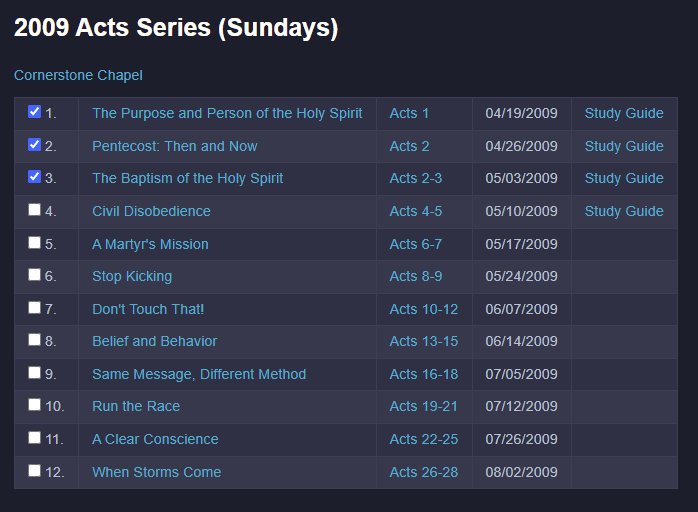 2009 Acts Series (Sundays)
Cornerstone Chapel
1. The Purpose and Person of the Holy Spirit Acts 1 04/19/2009 Study Guide
2. Pentecost: Then and Now Acts 2 04/26/2009 Study Guide
3. The Baptism of the Holy Spirit Acts 2-3 05/03/2009 Study Guide
4. Civil Disobedience Acts 4-5 05/10/2009 Study Guide
5. A Martyr's Mission Acts 6-7 05/17/2009
6. Stop Kicking Acts 8-9 05/24/2009
7. Don't Touch That! Acts 10-12 06/07/2009
8. Belief and Behavior Acts 13-15 06/14/2009
9. Same Message, Different Method Acts 16-18 07/05/2009
10. Run the Race Acts 19-21 07/12/2009
11. A Clear Conscience Acts 22-25 07/26/2009
12. When Storms Come Acts 26-28 08/02/2009